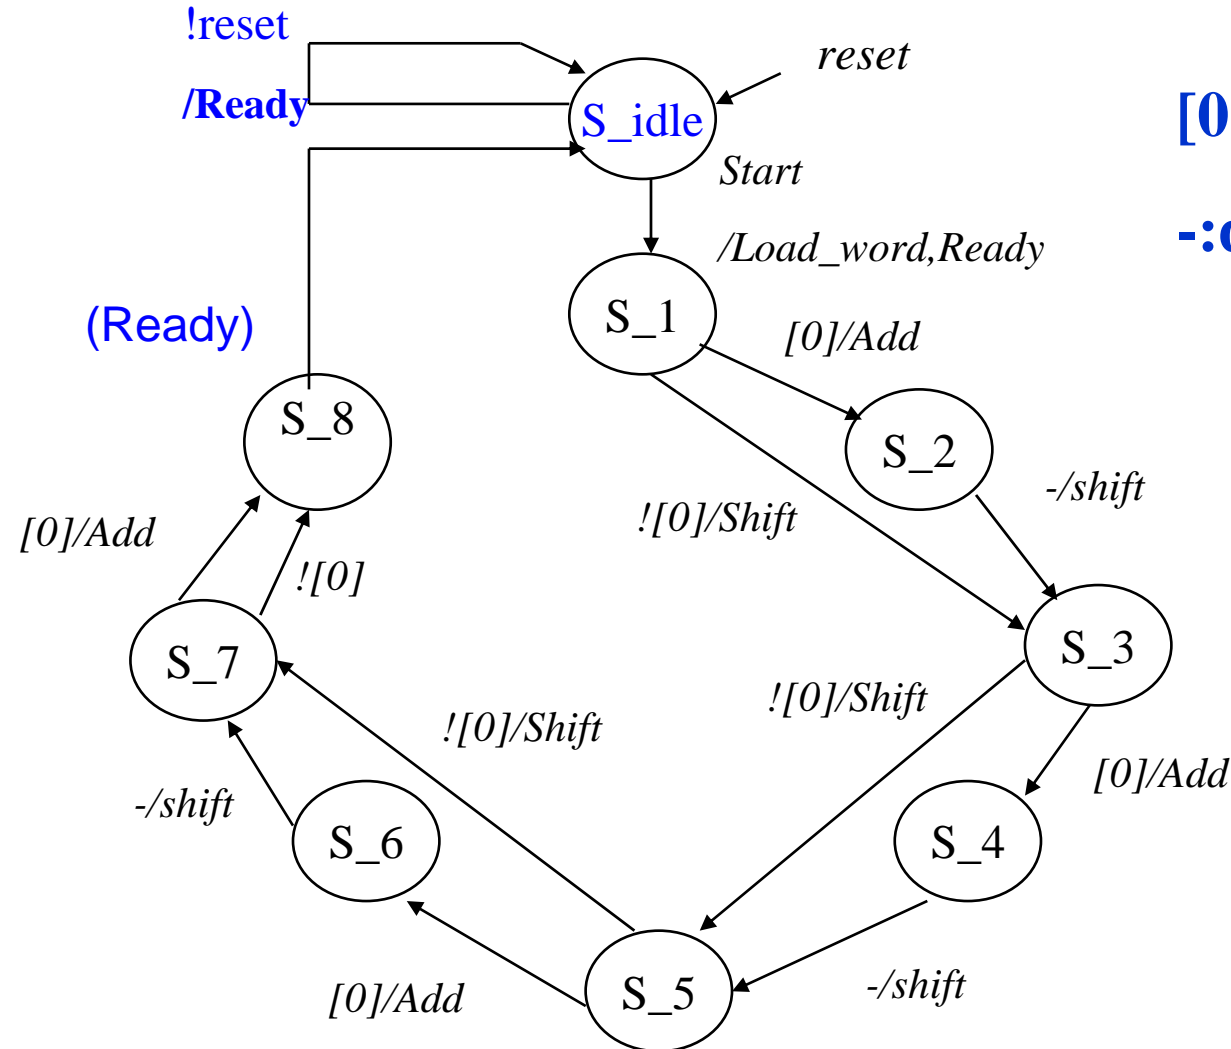 !reset
reset
/Ready
[0
S_idle
Start
-:
/Load_word,Ready
S_1
(Ready)
[0]/Add
S_8
S_2
-/shift
[0]/Add
![0]/Shift
![0]
S_7
S_3
![0]/Shift
![0]/Shift
-/shift
[0]/Add
S_6
S_4
[0]/Add
S_5
-/shift